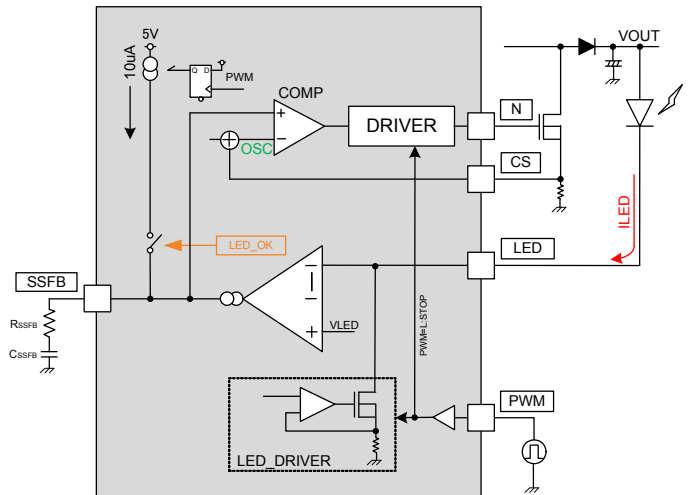 5V
10uA
Q D
PWM
COMP
+
−
OSC
DRIVER
N
CS
VOUT
ILED
LED_OK
LED
SSFB
RSSFB
CSSFB
− | −
+
VLED
PWM=L:STOP
LED_DRIVER
PWM